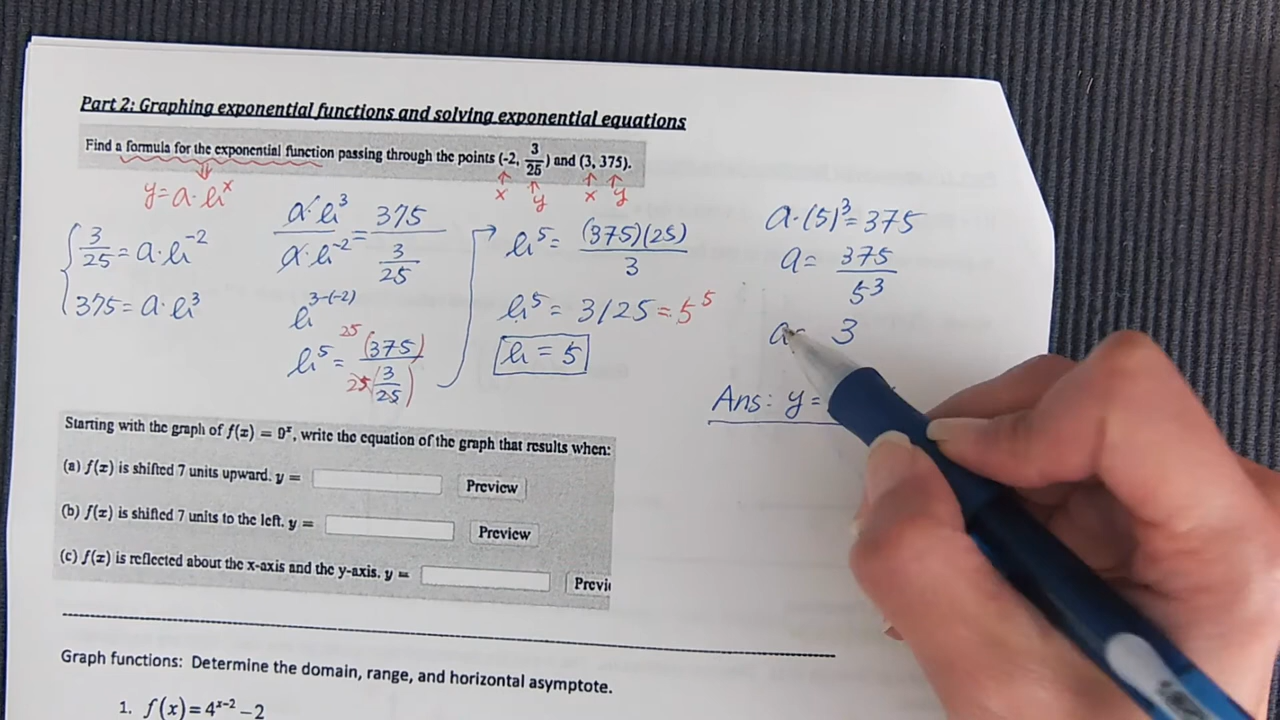 Part 2: Graphing exponential functions and solving exponential equations
Find a formula for the exponential function passing through the points (-2, 3/25) and (3, 375).
x y x y
y=a·b^x
{ 3/25 = a·b^-2
375 = a·b^3
a·b^3 / a·b^-2 = 375 / (3/25)
b^3-(-2)
b^5 = 25(375) / 25(3/25)
b^5 = (375)(25) / 3
b^5 = 3125 = 5^5
b = 5
a·(5)^3 = 375
a = 375 / 5^3
a = 3
Ans: y =
Starting with the graph of f(x) = 9^x, write the equation of the graph that results when:
(a) f(x) is shifted 7 units upward. y = Preview
(b) f(x) is shifted 7 units to the left. y = Preview
(c) f(x) is reflected about the x-axis and the y-axis. y = Previ
Graph functions: Determine the domain, range, and horizontal asymptote.
1. f(x)=4^x-2 – 2